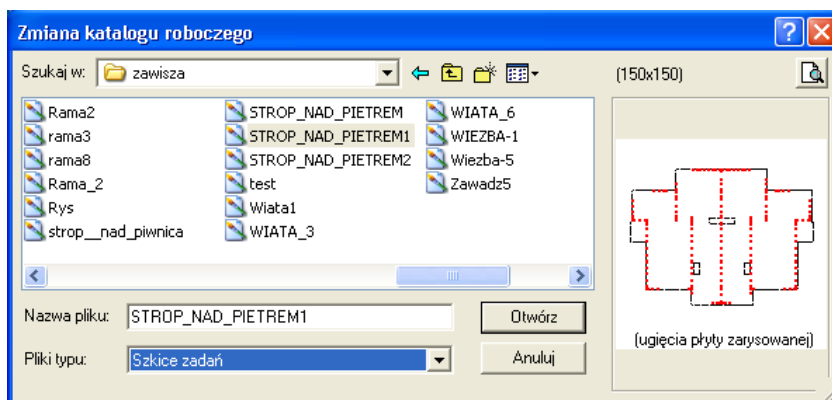 Zmiana katalogu roboczego
Szukaj w: zawisza (150x150)
Rama2 STROP_NAD_PIETREM WIATA_6
rama3 STROP_NAD_PIETREM1 WIEZBA-1
rama8 STROP_NAD_PIETREM2 Wiezba-5
Rama_2 test Zawadz5
Rys Wiata1
strop__nad_piwnica WIATA_3
Nazwa pliku: STROP_NAD_PIETREM1 Otwórz
(ugięcia płyty zarysowanej)
Pliki typu: Szkice zadań Anuluj